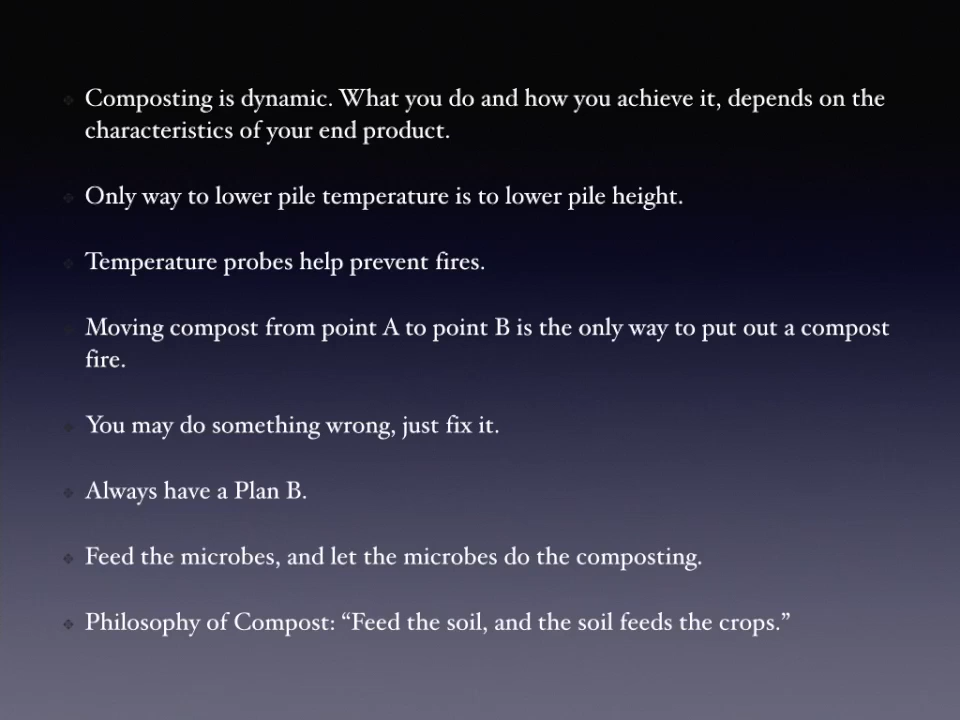 Composting is dynamic. What you do and how you achieve it, depends on the
characteristics of your end product.
Only way to lower pile temperature is to lower pile height.
Temperature probes help prevent fires.
Moving compost from point A to point B is the only way to put out a compost
fire.
You may do something wrong, just fix it.
Always have a Plan B.
Feed the microbes, and let the microbes do the composting.
Philosophy of Compost: “Feed the soil, and the soil feeds the crops.”